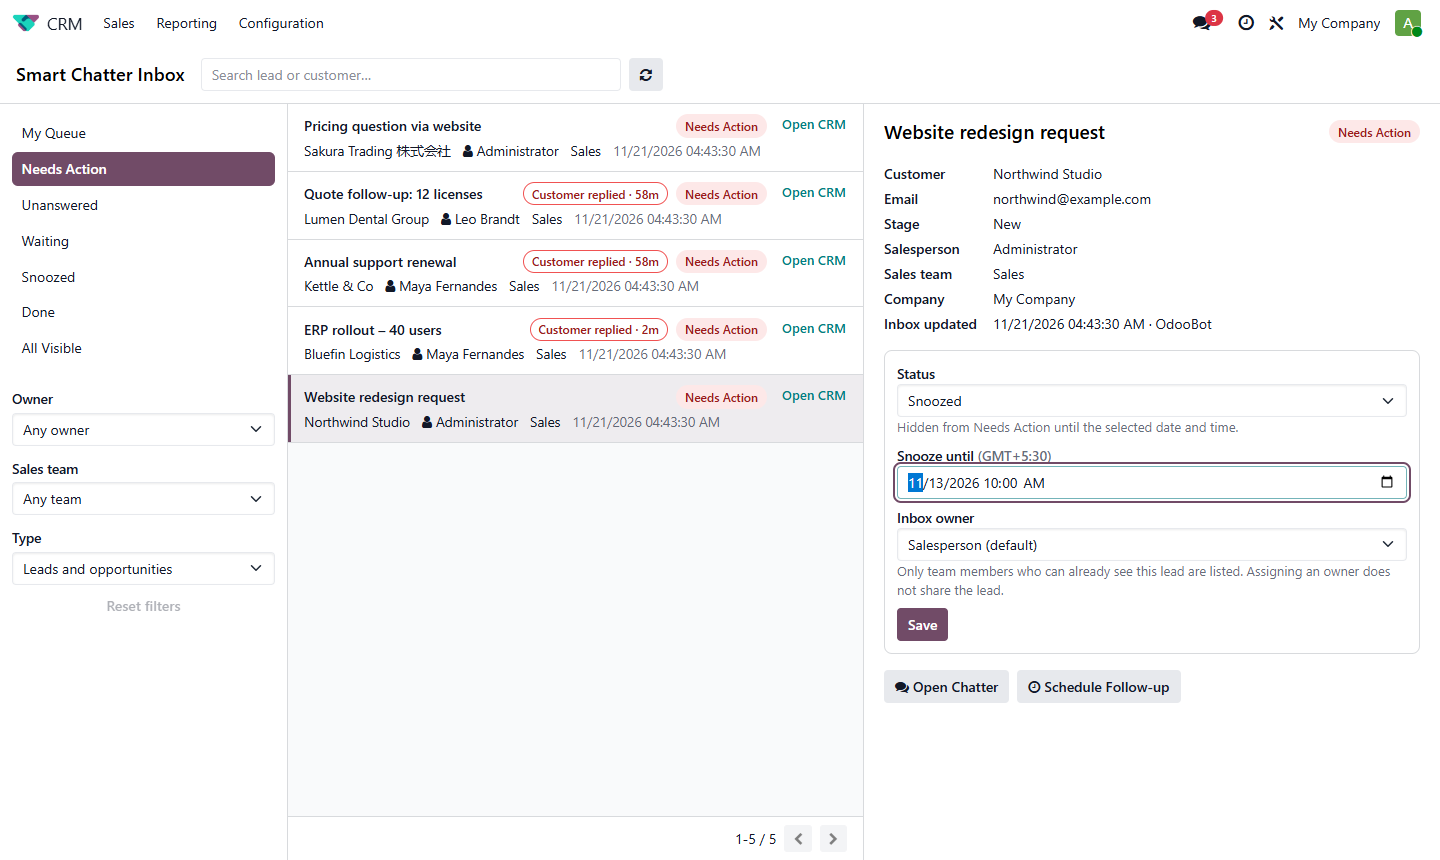 CRM Sales Reporting Configuration 3 My Company A
Smart Chatter Inbox Search lead or customer...
My Queue
Needs Action
Unanswered
Waiting
Snoozed
Done
All Visible
Owner
Any owner
Sales team
Any team
Type
Leads and opportunities
Reset filters
Pricing question via website Needs Action Open CRM
Sakura Trading 株式会社 Administrator Sales 11/21/2026 04:43:30 AM
Quote follow-up: 12 licenses Customer replied · 58m Needs Action Open CRM
Lumen Dental Group Leo Brandt Sales 11/21/2026 04:43:30 AM
Annual support renewal Customer replied · 58m Needs Action Open CRM
Kettle & Co Maya Fernandes Sales 11/21/2026 04:43:30 AM
ERP rollout – 40 users Customer replied · 2m Needs Action Open CRM
Bluefin Logistics Maya Fernandes Sales 11/21/2026 04:43:30 AM
Website redesign request Needs Action Open CRM
Northwind Studio Administrator Sales 11/21/2026 04:43:30 AM
1-5 / 5
Website redesign request Needs Action
Customer Northwind Studio
Email northwind@example.com
Stage New
Salesperson Administrator
Sales team Sales
Company My Company
Inbox updated 11/21/2026 04:43:30 AM · OdooBot
Status
Snoozed
Hidden from Needs Action until the selected date and time.
Snooze until (GMT+5:30)
11/13/2026 10:00 AM
Inbox owner
Salesperson (default)
Only team members who can already see this lead are listed. Assigning an owner does
not share the lead.
Save
Open Chatter Schedule Follow-up